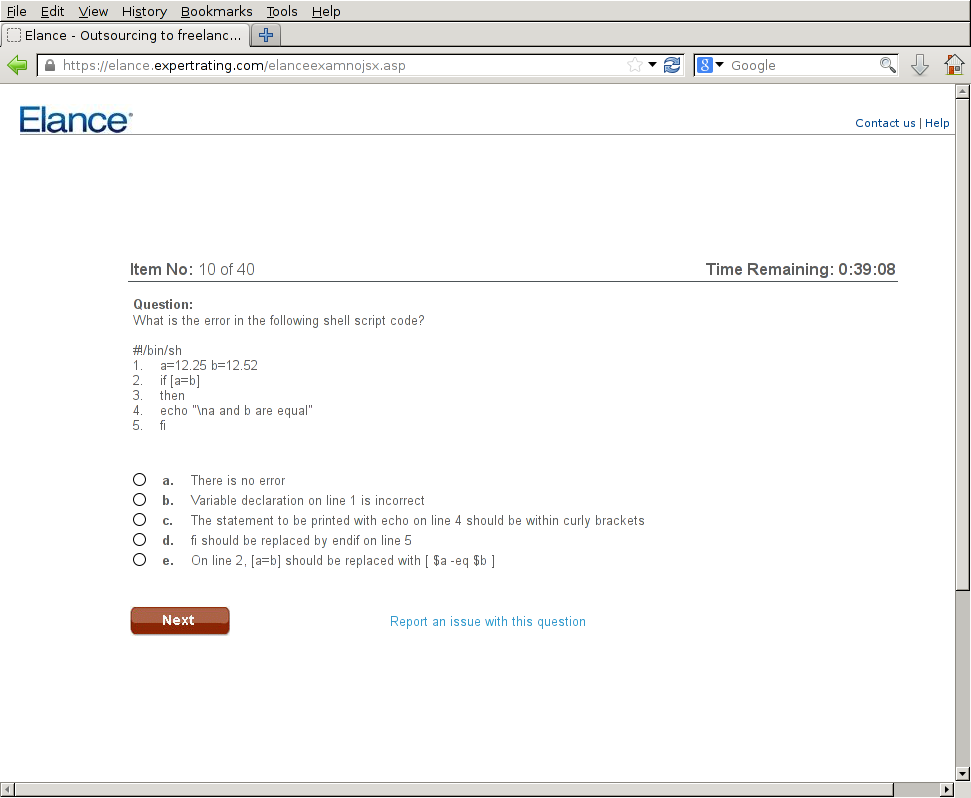 File Edit View History Bookmarks Tools Help
Elance - Outsourcing to freelanc...
https://elance.expertrating.com/elanceexamnojsx.asp
8 Google
Elance
Contact us | Help
Item No: 10 of 40
Time Remaining: 0:39:08
Question:
What is the error in the following shell script code?
#!/bin/sh
1. a=12.25 b=12.52
2. if [a=b]
3. then
4. echo "\na and b are equal"
5. fi
a. There is no error
b. Variable declaration on line 1 is incorrect
c. The statement to be printed with echo on line 4 should be within curly brackets
d. fi should be replaced by endif on line 5
e. On line 2, [a=b] should be replaced with [ $a -eq $b ]
Next
Report an issue with this question